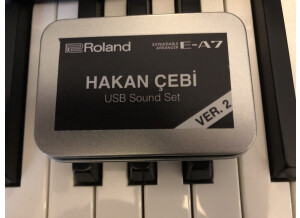 Roland
EXPANDABLE ARRANGER E-A7
HAKAN ÇEBİ
USB Sound Set
VER. 2